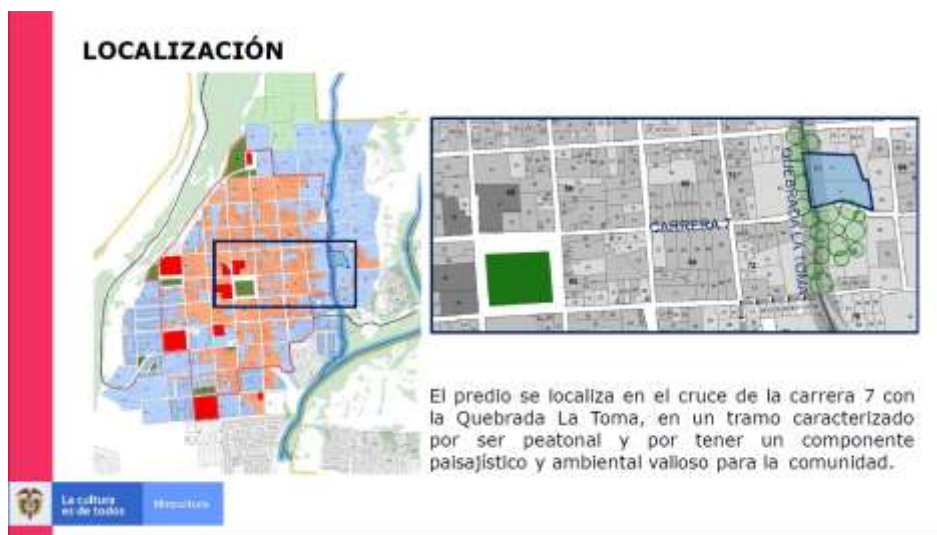 LOCALIZACIÓN
CARRERA 7
QUEBRADA LA TOMA
El predio se localiza en el cruce de la carrera 7 con
la Quebrada La Toma, en un tramo caracterizado
por ser peatonal y por tener un componente
paisajístico y ambiental valioso para la comunidad.
La cultura
es de todos
Mincultura